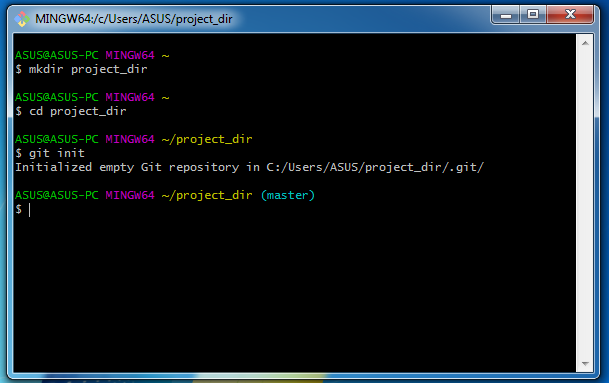 MINGW64:/c/Users/ASUS/project_dir
ASUS@ASUS-PC MINGW64 ~
$ mkdir project_dir
ASUS@ASUS-PC MINGW64 ~
$ cd project_dir
ASUS@ASUS-PC MINGW64 ~/project_dir
$ git init
Initialized empty Git repository in C:/Users/ASUS/project_dir/.git/
ASUS@ASUS-PC MINGW64 ~/project_dir (master)
$